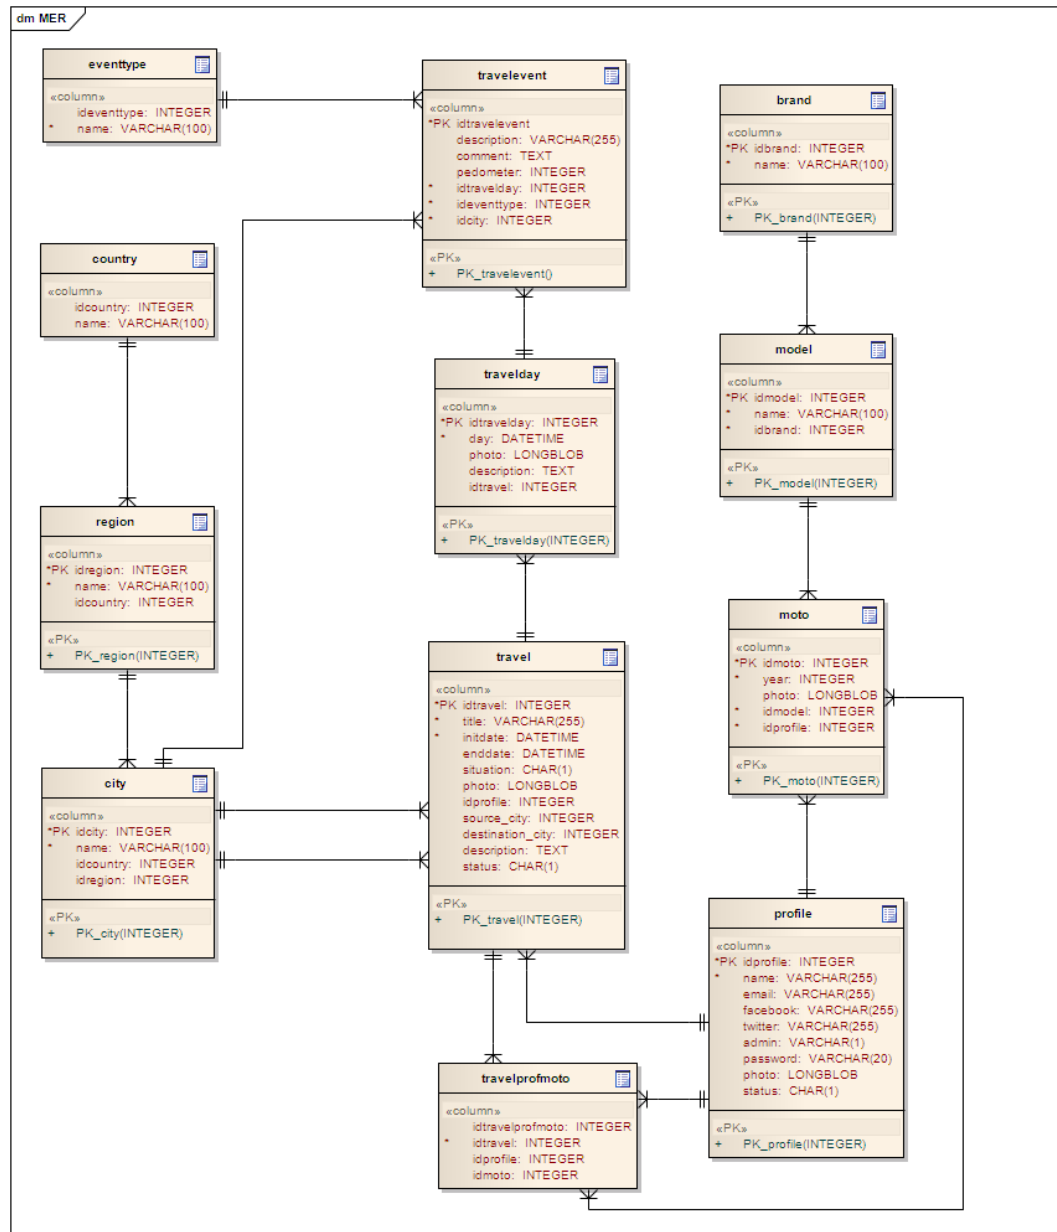 dm MER
eventtype
«column»
ideventtype: INTEGER
* name: VARCHAR(100)
travelevent
«column»
*PK idtravelevent
description: VARCHAR(255)
comment: TEXT
pedometer: INTEGER
* idtravelday: INTEGER
* ideventtype: INTEGER
* idcity: INTEGER
«PK»
+ PK_travelevent()
brand
«column»
*PK idbrand: INTEGER
* name: VARCHAR(100)
«PK»
+ PK_brand(INTEGER)
country
«column»
idcountry: INTEGER
name: VARCHAR(100)
travelday
«column»
*PK idtravelday: INTEGER
* day: DATETIME
photo: LONGBLOB
description: TEXT
idtravel: INTEGER
«PK»
+ PK_travelday(INTEGER)
model
«column»
*PK idmodel: INTEGER
* name: VARCHAR(100)
* idbrand: INTEGER
«PK»
+ PK_model(INTEGER)
region
«column»
*PK idregion: INTEGER
* name: VARCHAR(100)
idcountry: INTEGER
«PK»
+ PK_region(INTEGER)
travel
«column»
*PK idtravel: INTEGER
* title: VARCHAR(255)
* initdate: DATETIME
enddate: DATETIME
situation: CHAR(1)
photo: LONGBLOB
idprofile: INTEGER
source_city: INTEGER
destination_city: INTEGER
description: TEXT
status: CHAR(1)
«PK»
+ PK_travel(INTEGER)
moto
«column»
*PK idmoto: INTEGER
* year: INTEGER
photo: LONGBLOB
* idmodel: INTEGER
* idprofile: INTEGER
«PK»
+ PK_moto(INTEGER)
city
«column»
*PK idcity: INTEGER
* name: VARCHAR(100)
idcountry: INTEGER
idregion: INTEGER
«PK»
+ PK_city(INTEGER)
profile
«column»
*PK idprofile: INTEGER
* name: VARCHAR(255)
email: VARCHAR(255)
facebook: VARCHAR(255)
twitter: VARCHAR(255)
admin: VARCHAR(1)
password: VARCHAR(20)
photo: LONGBLOB
status: CHAR(1)
«PK»
+ PK_profile(INTEGER)
travelprofmoto
«column»
idtravelprofmoto: INTEGER
* idtravel: INTEGER
idprofile: INTEGER
idmoto: INTEGER